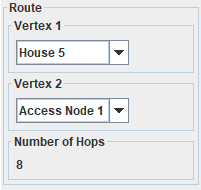 Route
Vertex 1
House 5
Vertex 2
Access Node 1
Number of Hops
8